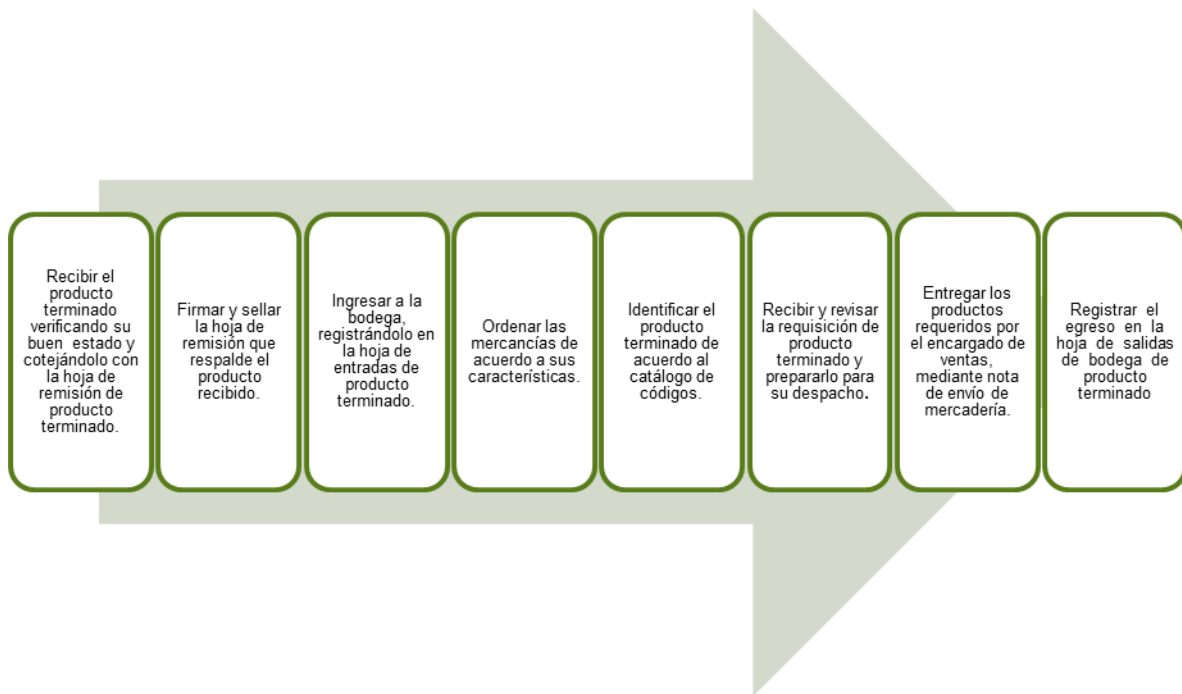 Recibir el
producto
terminado
verificando su
buen estado y
cotejándolo con
la hoja de
remisión de
producto
terminado.
Firmar y sellar
la hoja de
remisión que
respalde el
producto
recibido.
Ingresar a la
bodega,
registrándolo en
la hoja de
entradas de
producto
terminado.
Ordenar las
mercancías de
acuerdo a sus
características.
Identificar el
producto
terminado de
acuerdo al
catálogo de
códigos.
Recibir y revisar
la requisición de
producto
terminado y
prepararlo para
su despacho.
Entregar los
productos
requeridos por
el encargado de
ventas,
mediante nota
de envío de
mercadería.
Registrar el
egreso en la
hoja de salidas
de bodega de
producto
terminado